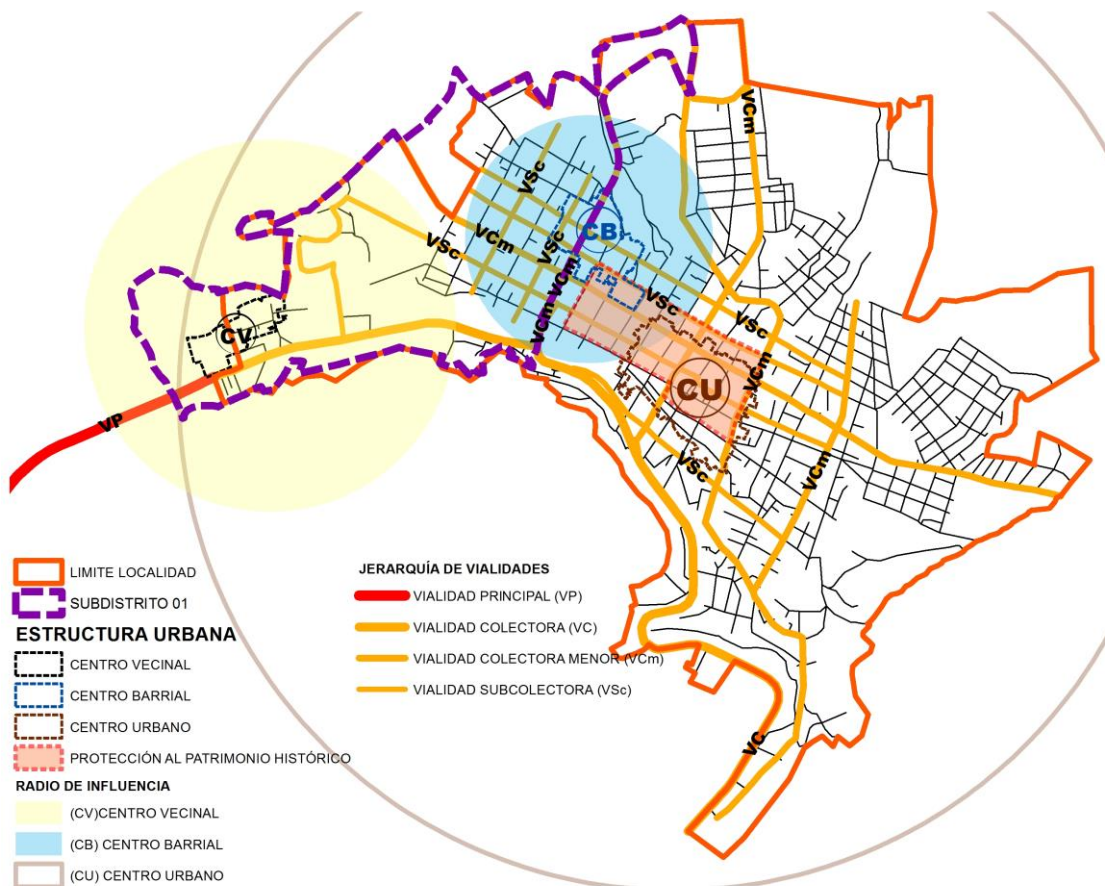 VCm
VSc
CB
VSc
VCm
VSc
VSc
VCm
VCm
VSc
VSc
CV
VCm
CU
VP
VSc
VCm
VC
LIMITE LOCALIDAD
SUBDISTRITO 01
ESTRUCTURA URBANA
CENTRO VECINAL
CENTRO BARRIAL
CENTRO URBANO
PROTECCIÓN AL PATRIMONIO HISTÓRICO
RADIO DE INFLUENCIA
(CV)CENTRO VECINAL
(CB) CENTRO BARRIAL
(CU) CENTRO URBANO
JERARQUÍA DE VIALIDADES
VIALIDAD PRINCIPAL (VP)
VIALIDAD COLECTORA (VC)
VIALIDAD COLECTORA MENOR (VCm)
VIALIDAD SUBCOLECTORA (VSc)